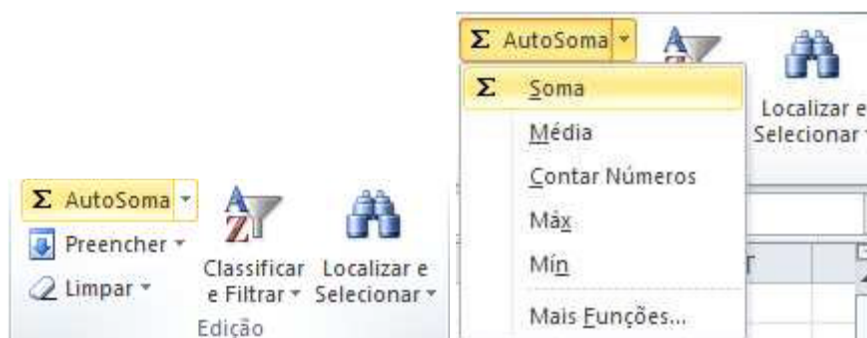 Σ AutoSoma
Preencher
Limpar
Classificar
e Filtrar
Localizar e
Selecionar
Edição
Σ AutoSoma
Σ Soma
Média
Contar Números
Máx
Mín
Mais Funções...
Localizar e
Selecionar